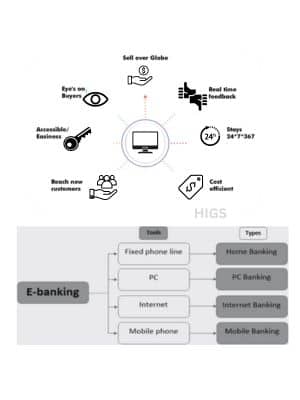 Sell over Globe
Eye's on
Buyers
Real time
feedback
Accessible/
Easiness
24h
Stays
24*7*367
Reach new
customers
Cost
efficient
HIGS
Tools
Types
Fixed phone line
Home Banking
E-banking
PC
PC Banking
Internet
Internet Banking
Mobile phone
Mobile Banking